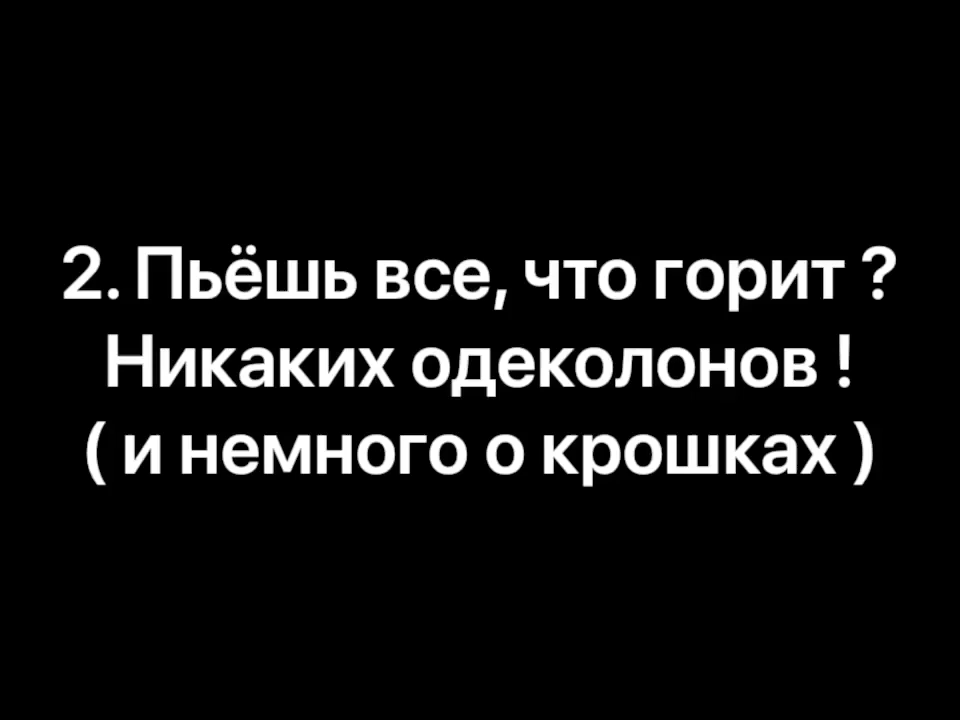 2. Пьёшь все, что горит ?
Никаких одеколонов !
( и немного о крошках )